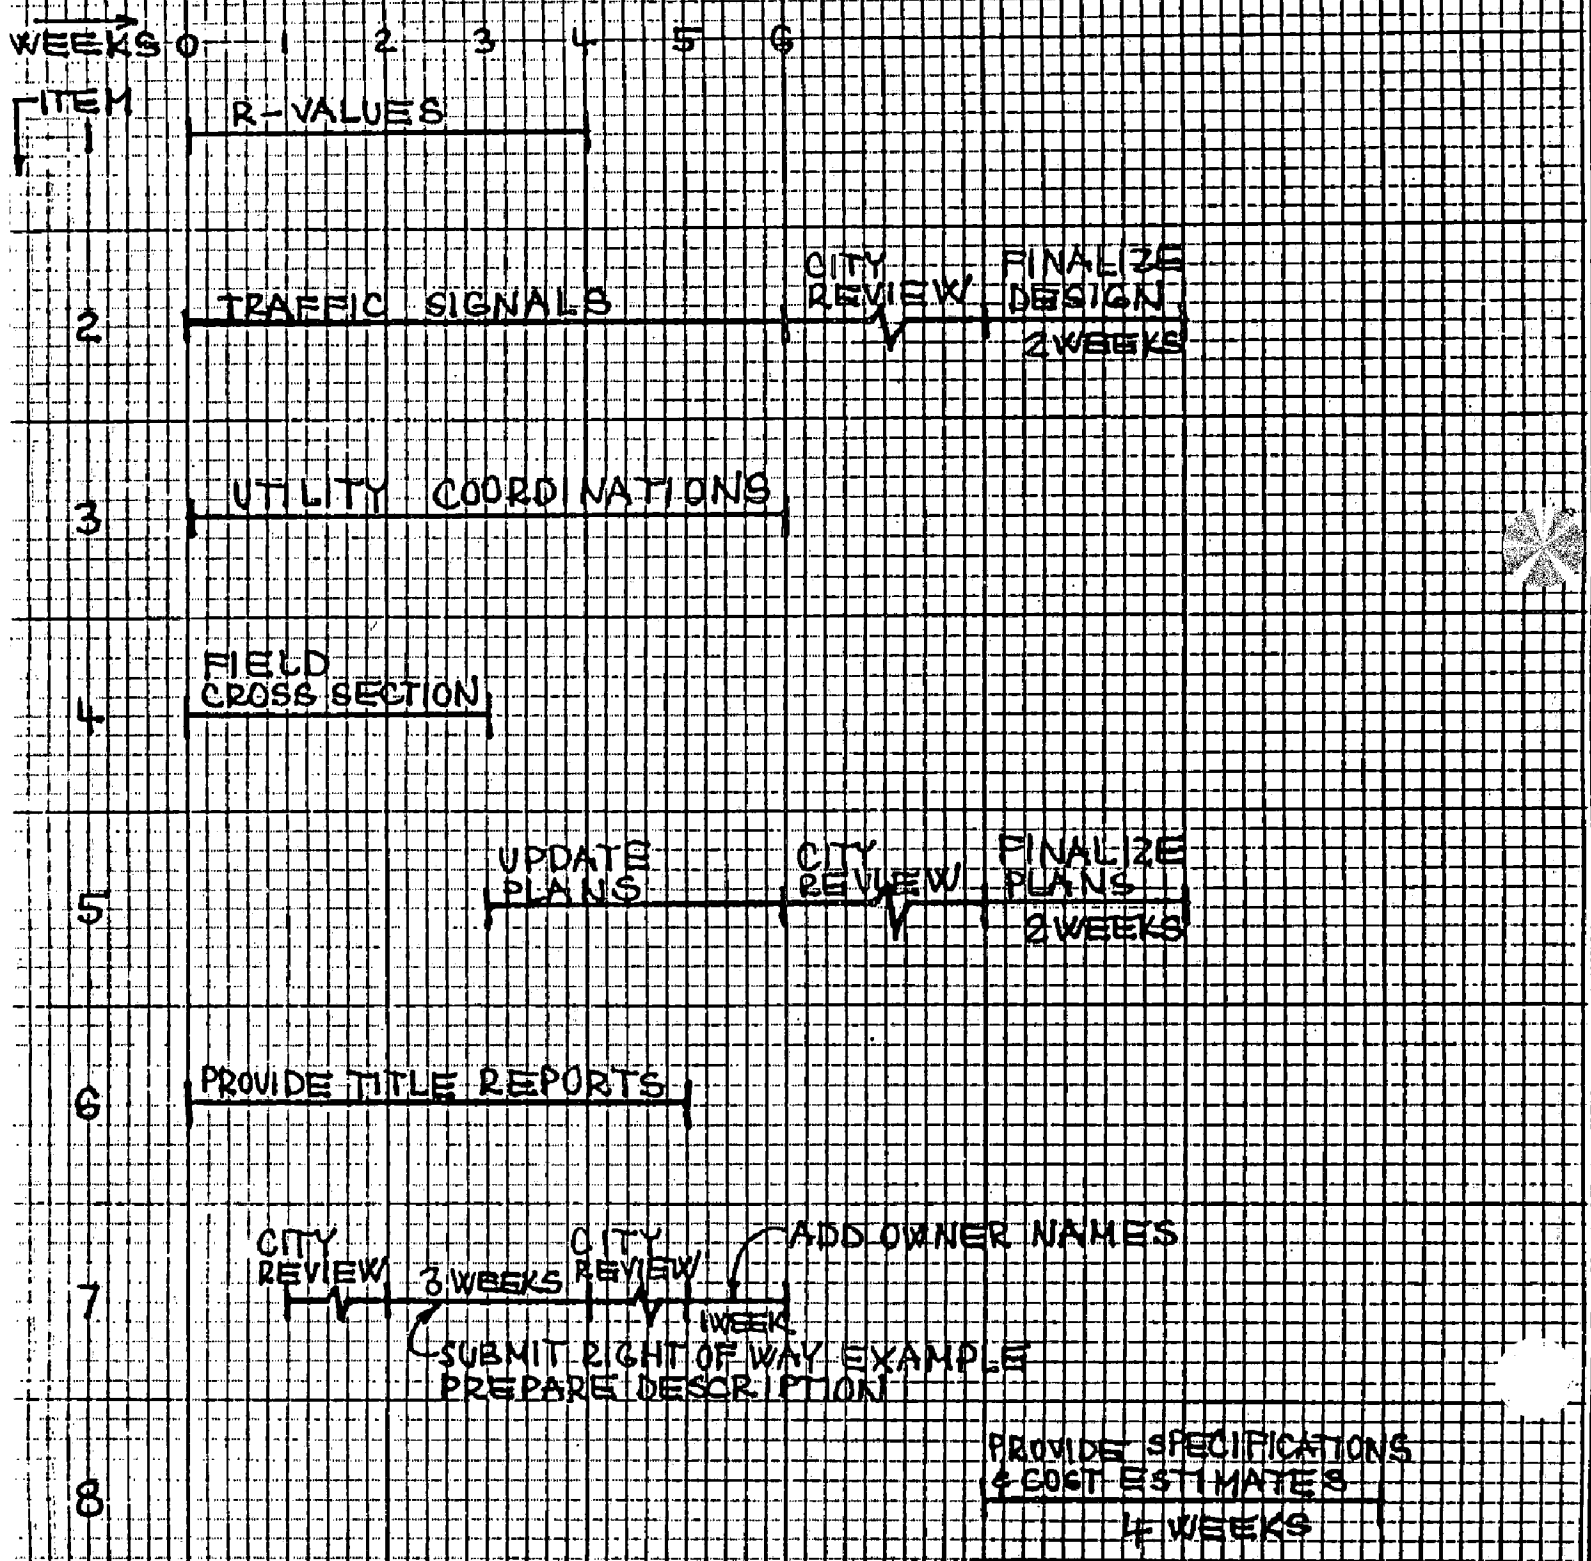 WEEKS 0 1 2 3 4 5 6
ITEM
1 R-VALUES
CITY FINALIZE
REVIEW DESIGN
2 TRAFFIC SIGNALS
2 WEEKS
3 UTILITY COORDINATIONS
FIELD
CROSS SECTION
4
UPDATE CITY FINALIZE
PLANS REVIEW PLANS
5
2 WEEKS
6 PROVIDE TITLE REPORTS
ADD OWNER NAMES
CITY CITY
REVIEW 3 WEEKS REVIEW
7
1 WEEK
SUBMIT RIGHT OF WAY EXAMPLE
PREPARE DESCRIPTION
PROVIDE SPECIFICATIONS
& COST ESTIMATES
8
4 WEEKS